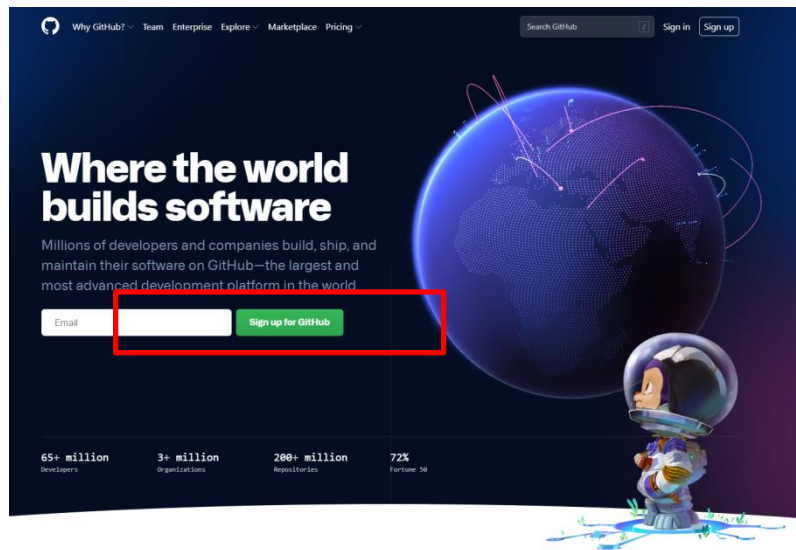 Why GitHub? Team Enterprise Explore Marketplace Pricing Search GitHub / Sign in Sign up
Where the world
builds software
Millions of developers and companies build, ship, and
maintain their software on GitHub—the largest and
most advanced development platform in the world
Email Sign up for GitHub
65+ million 3+ million 200+ million 72%
Developers Organizations Repositories Fortune 50